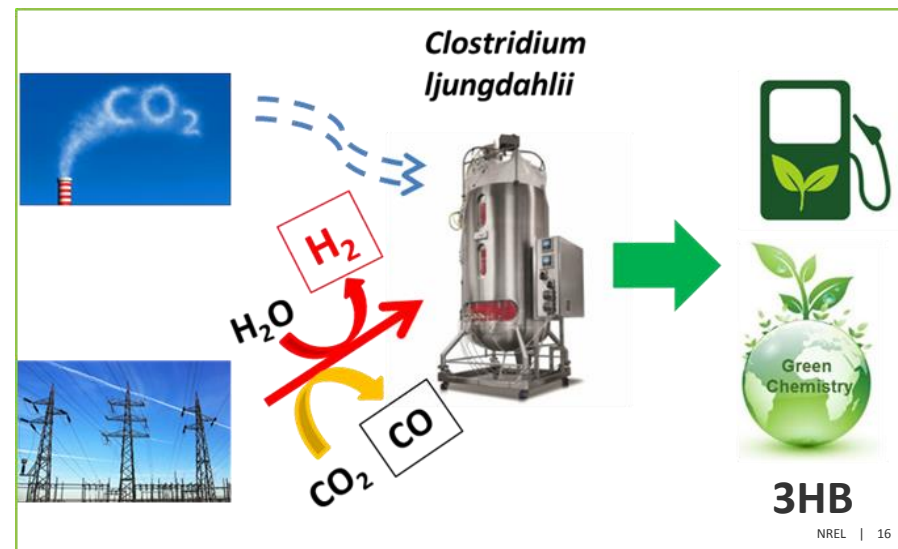 Clostridium
ljungdahlii
CO₂
H₂
H₂O
CO
CO₂
Green
Chemistry
3HB
NREL | 16